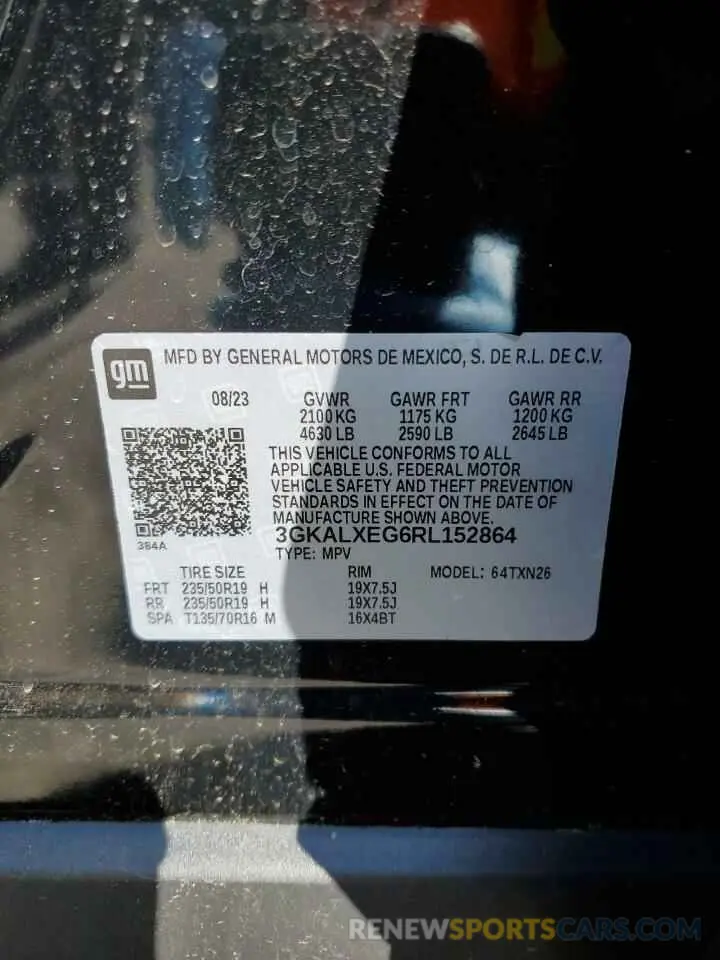 gm
MFD BY GENERAL MOTORS DE MEXICO, S. DE R.L. DE C.V.
08/23 GVWR GAWR FRT GAWR RR
2100 KG 1175 KG 1200 KG
4630 LB 2590 LB 2645 LB
THIS VEHICLE CONFORMS TO ALL
APPLICABLE U.S. FEDERAL MOTOR
VEHICLE SAFETY AND THEFT PREVENTION
STANDARDS IN EFFECT ON THE DATE OF
MANUFACTURE SHOWN ABOVE.
3GKALXEG6RL152864
384A
TYPE: MPV
TIRE SIZE RIM MODEL: 64TXN26
FRT 235/50R19 H 19X7.5J
RR 235/50R19 H 19X7.5J
SPA T135/70R16 M 16X4BT
RENEWSPORTSCARS.COM